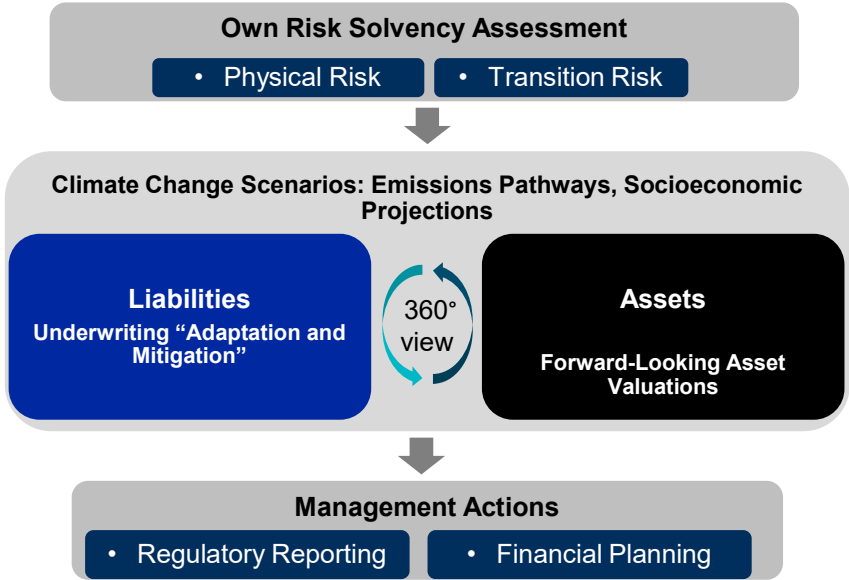 Own Risk Solvency Assessment
• Physical Risk
• Transition Risk
Climate Change Scenarios: Emissions Pathways, Socioeconomic
Projections
Liabilities
Underwriting “Adaptation and
Mitigation”
360°
view
Assets
Forward-Looking Asset
Valuations
Management Actions
• Regulatory Reporting
• Financial Planning